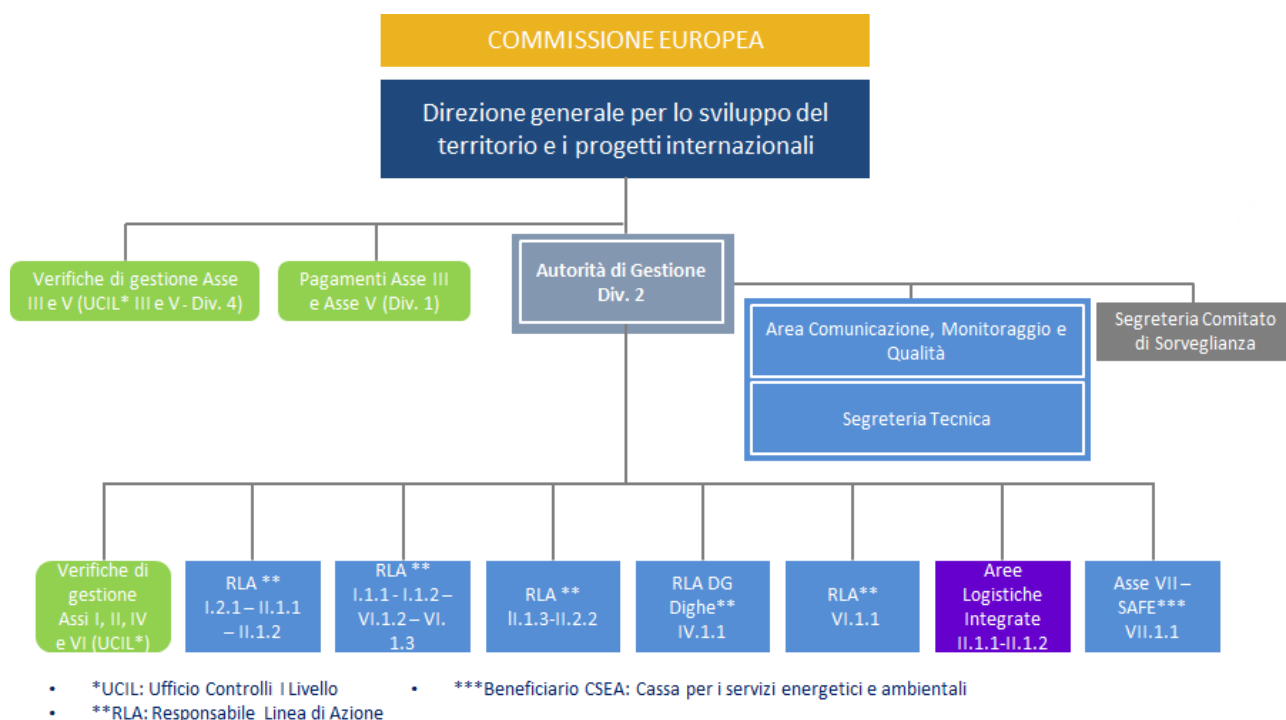 COMMISSIONE EUROPEA
Direzione generale per lo sviluppo del
territorio e i progetti internazionali
Verifiche di gestione Asse
III e V (UCIL* III e V - Div. 4)
Pagamenti Asse III
e Asse V (Div. 1)
Autorità di Gestione
Div. 2
Area Comunicazione, Monitoraggio e
Qualità
Segreteria Tecnica
Segreteria Comitato
di Sorveglianza
Verifiche di
gestione
Assi I, II, IV
e VI (UCIL*)
RLA **
I.2.1 – II.1.1
– II.1.2
RLA **
I.1.1 - I.1.2 –
VI.1.2 – VI.
1.3
RLA **
II.1.3-II.2.2
RLA DG
Dighe**
IV.1.1
RLA**
VI.1.1
Aree
Logistiche
Integrate
II.1.1-II.1.2
Asse VII –
SAFE***
VII.1.1
• *UCIL: Ufficio Controlli I Livello
• ***Beneficiario CSEA: Cassa per i servizi energetici e ambientali
• **RLA: Responsabile Linea di Azione